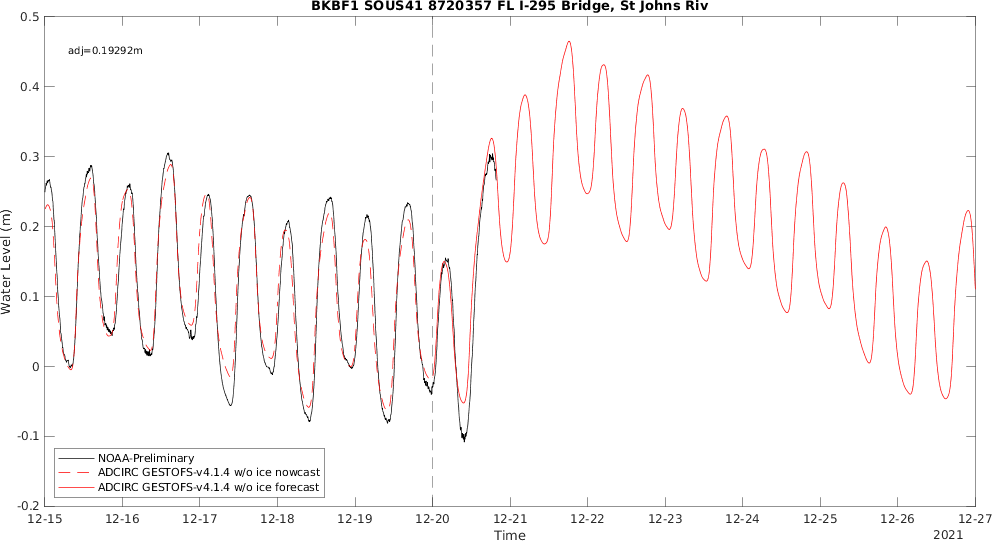 BKBF1 SOUS41 8720357 FL I-295 Bridge, St Johns Riv
adj=0.19292m
Water Level (m)
0.5
0.4
0.3
0.2
0.1
0
-0.1
-0.2
NOAA-Preliminary
ADCIRC GESTOFS-v4.1.4 w/o ice nowcast
ADCIRC GESTOFS-v4.1.4 w/o ice forecast
12-15 12-16 12-17 12-18 12-19 12-20 12-21 12-22 12-23 12-24 12-25 12-26 12-27
Time
2021